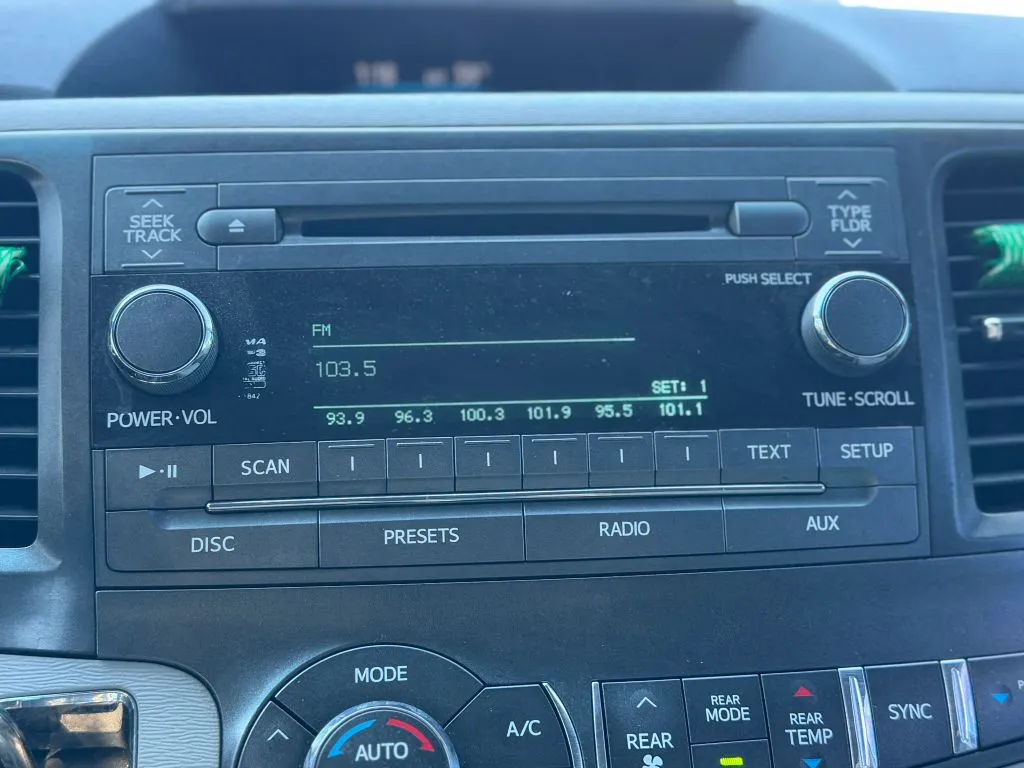 SEEK
TRACK
TYPE
FLDR
PUSH SELECT
FM
103.5
SET: 1
93.9 96.3 100.3 101.9 95.5 101.1
POWER·VOL
TUNE·SCROLL
SCAN
TEXT
SETUP
DISC
PRESETS
RADIO
AUX
MODE
AUTO
A/C
REAR
REAR
MODE
REAR
TEMP
SYNC